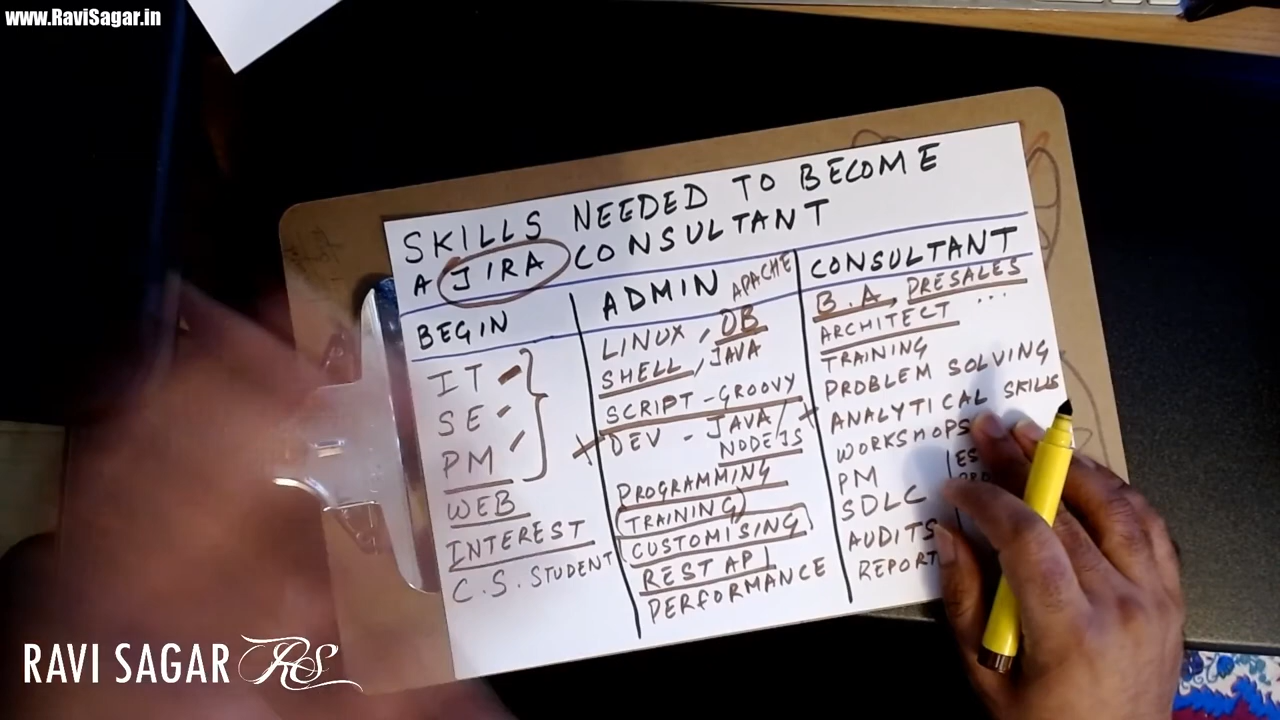 www.RaviSagar.in
SKILLS NEEDED TO BECOME
A JIRA CONSULTANT
BEGIN
IT
SE
PM
WEB
INTEREST
C.S. STUDENT
ADMIN APACHE
LINUX, DB
SHELL, JAVA
SCRIPT-GROOVY
DEV - JAVA/
NODEJS
PROGRAMMING
TRAINING
CUSTOMISING
REST API
PERFORMANCE
CONSULTANT
B.A, PRESALES
ARCHITECT ...
TRAINING
PROBLEM SOLVING
ANALYTICAL SKILLS
WORKSHOPS
PM
SDLC
AUDITS
REPORT
RAVI SAGAR RS